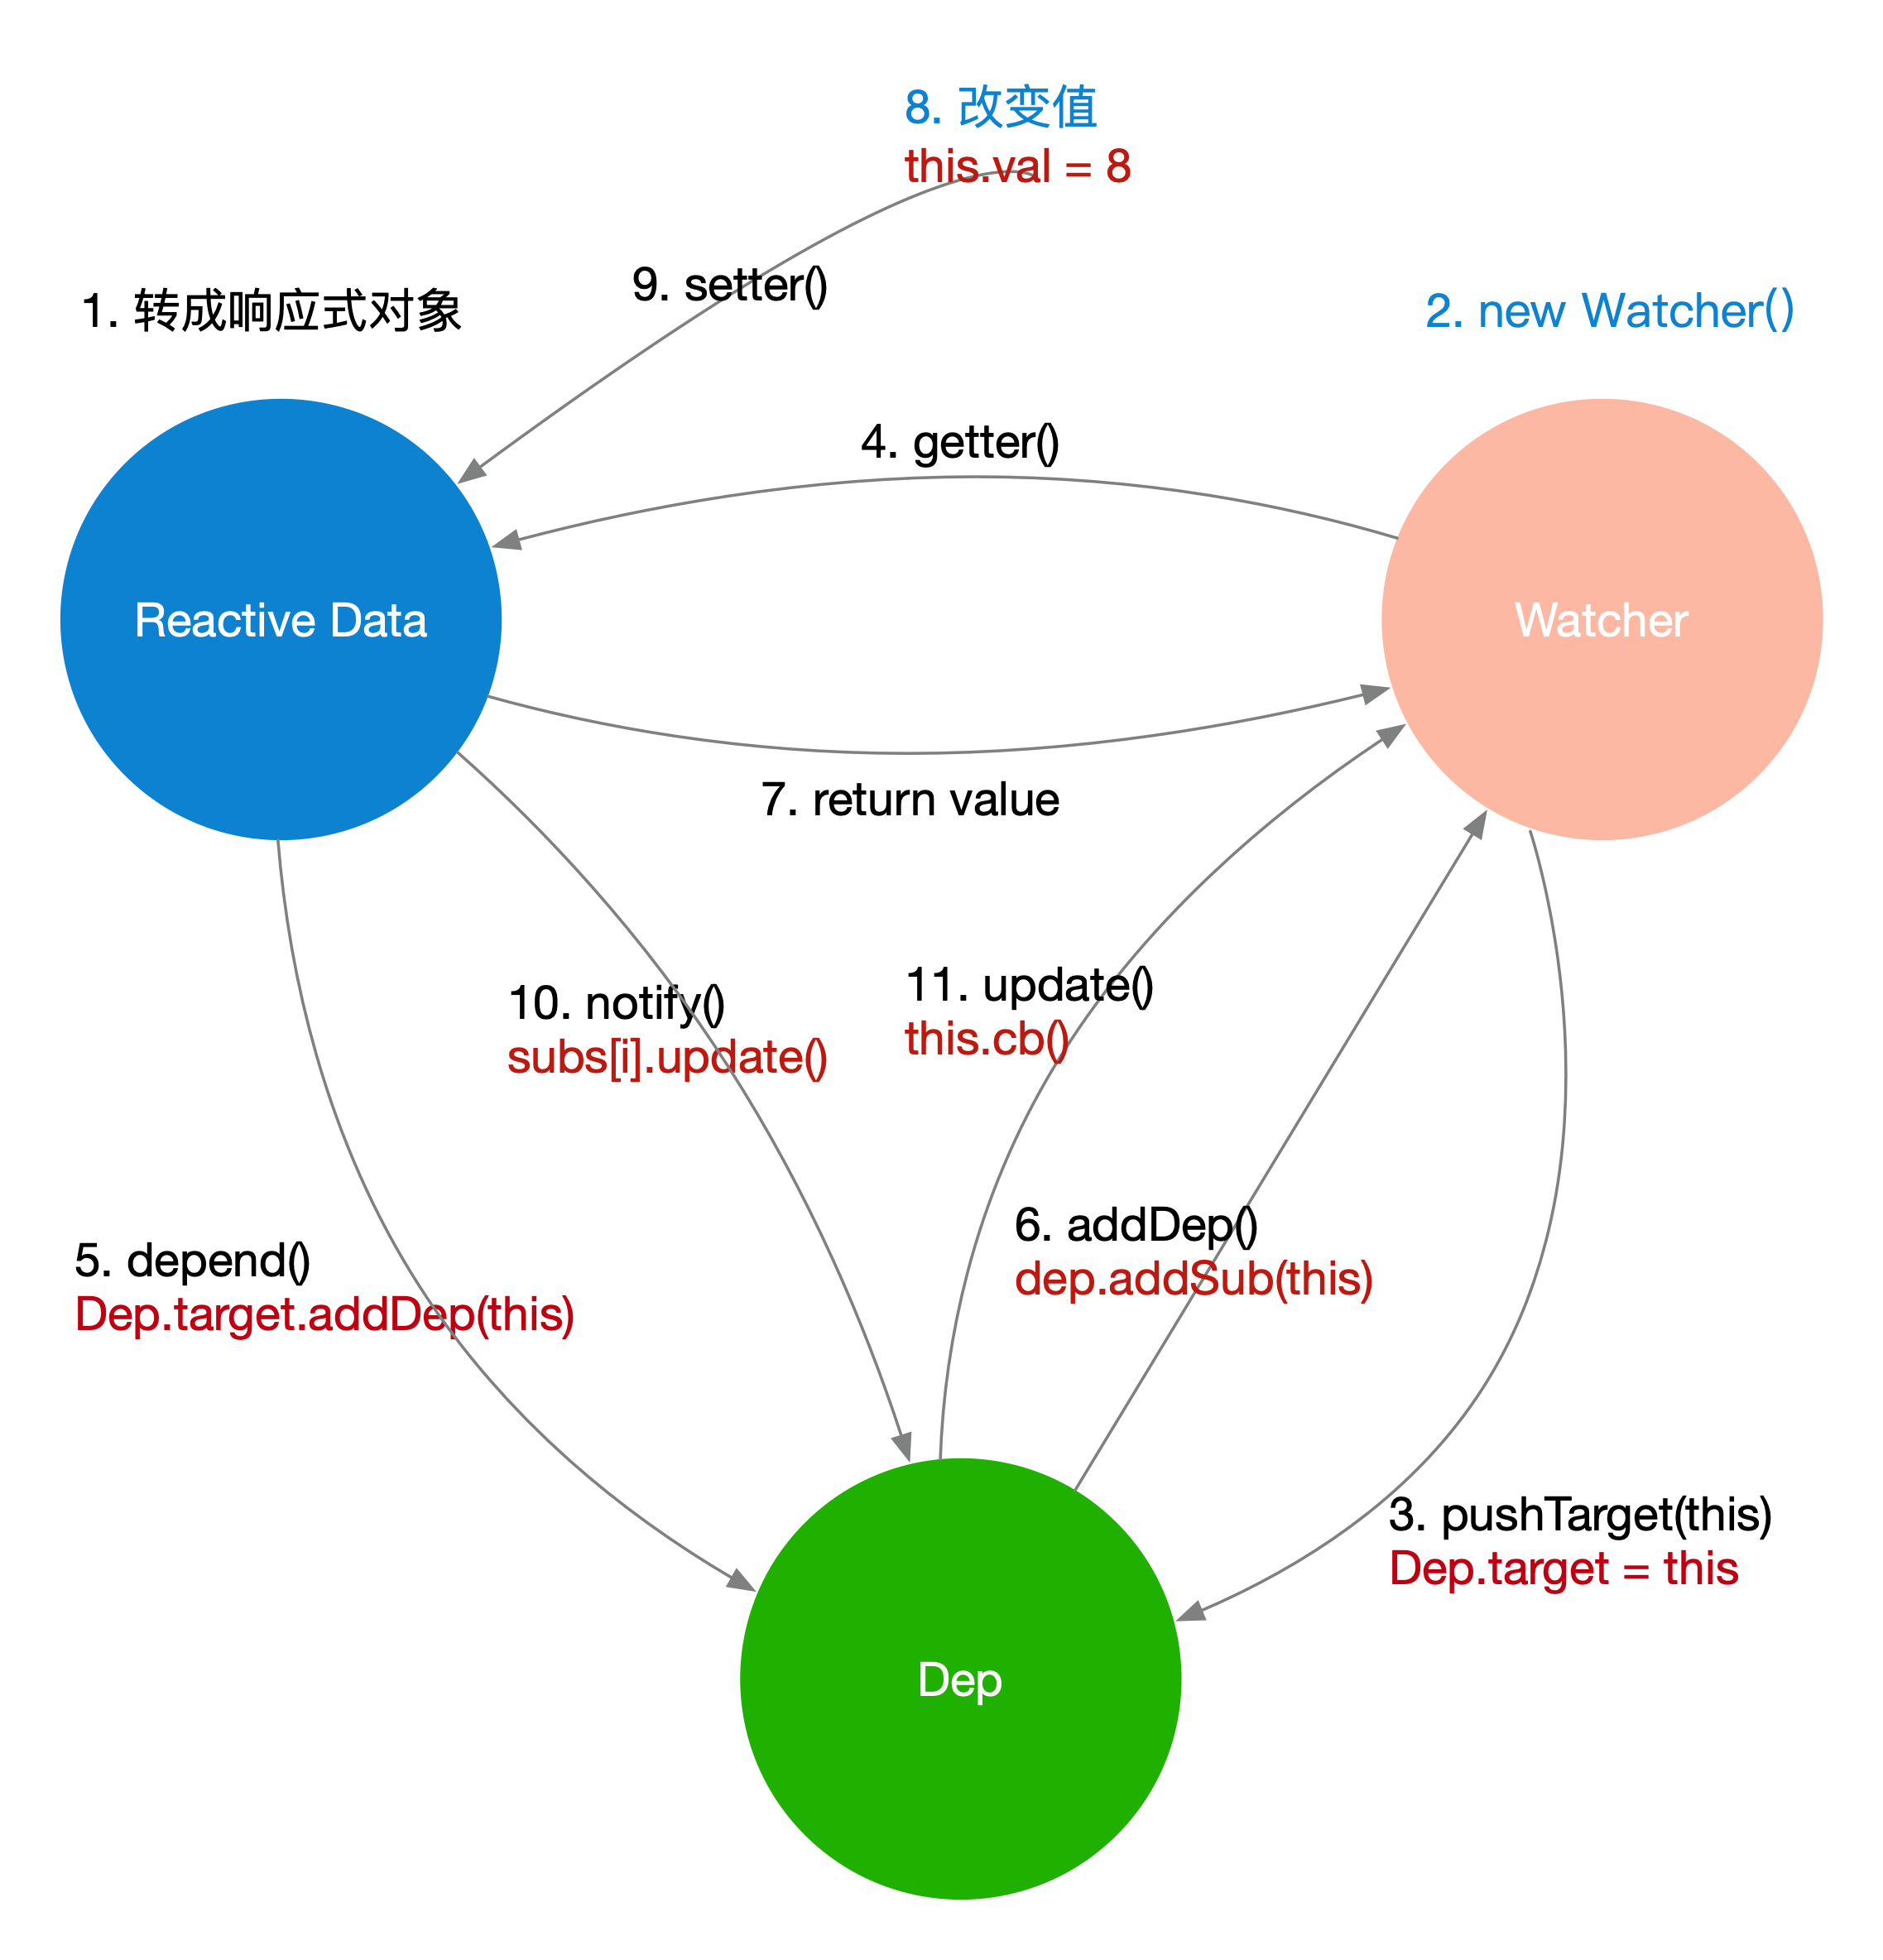 8. 改变值
this.val = 8
9. setter()
1. 转成响应式对象
2. new Watcher()
4. getter()
Reactive Data
Watcher
7. return value
10. notify()
subs[i].update()
11. update()
this.cb()
6. addDep()
dep.addSub(this)
5. depend()
Dep.target.addDep(this)
3. pushTarget(this)
Dep.target = this
Dep